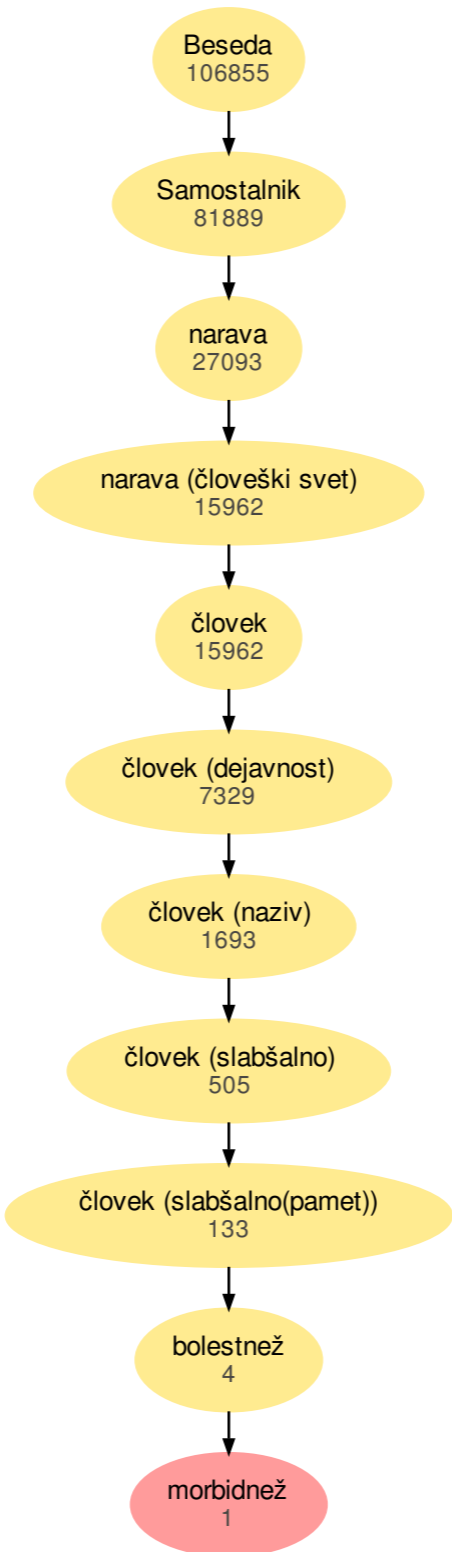 Beseda
106855
Samostalnik
81889
narava
27093
narava (človeški svet)
15962
človek
15962
človek (dejavnost)
7329
človek (naziv)
1693
človek (slabšalno)
505
človek (slabšalno(pamet))
133
bolestnež
4
morbidnež
1